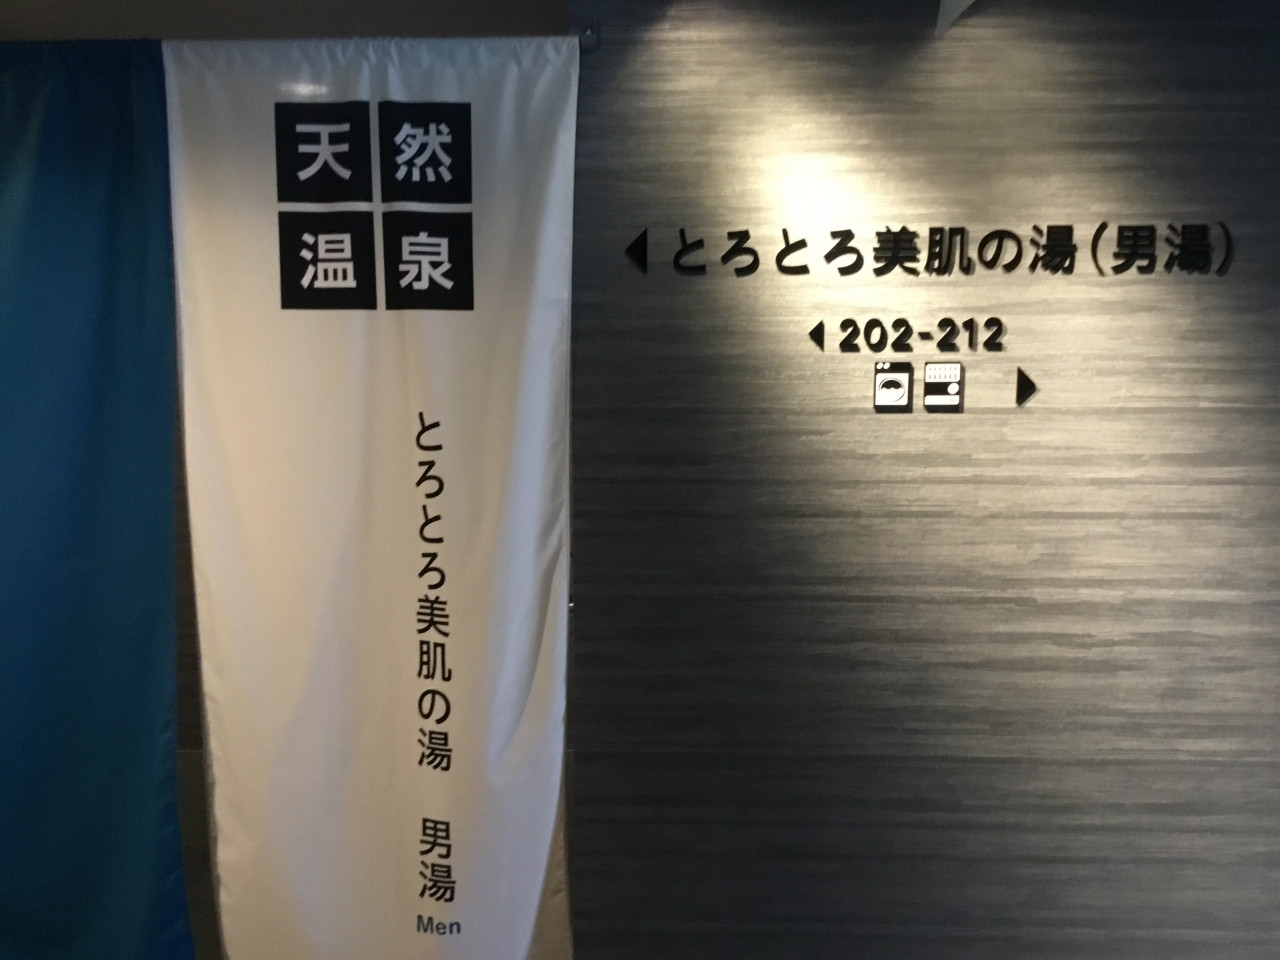 天然
温泉
とろとろ美肌の湯 男湯
Men
◀とろとろ美肌の湯(男湯)
◀202-212
▶